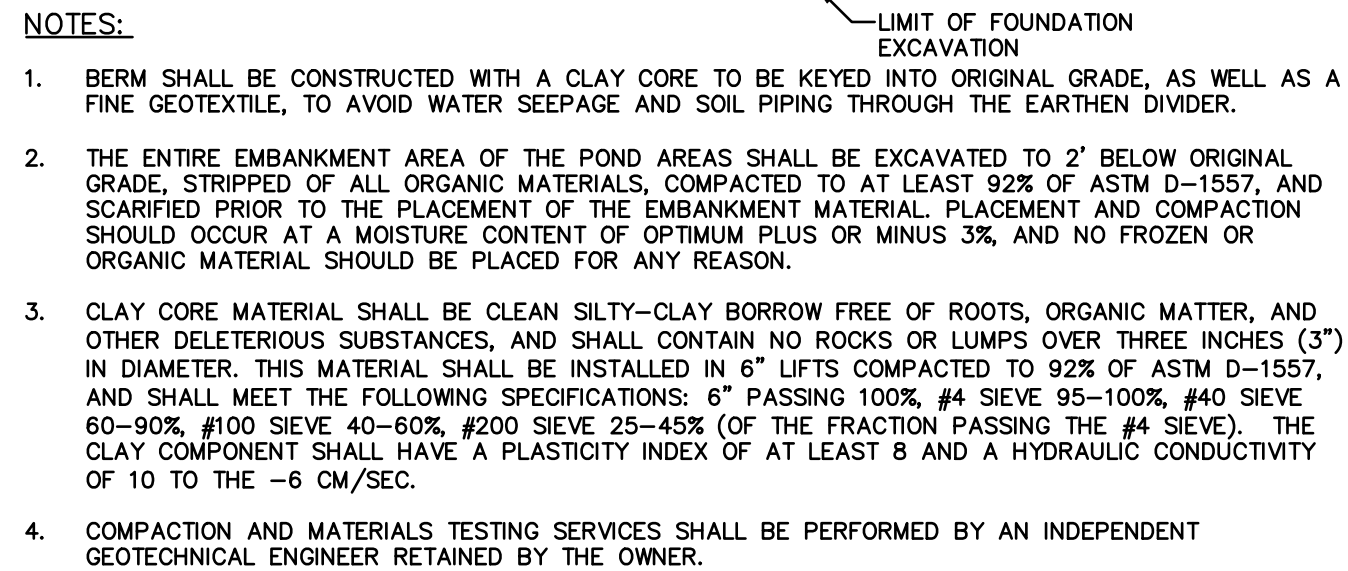 NOTES:
LIMIT OF FOUNDATION
EXCAVATION
1. BERM SHALL BE CONSTRUCTED WITH A CLAY CORE TO BE KEYED INTO ORIGINAL GRADE, AS WELL AS A
FINE GEOTEXTILE, TO AVOID WATER SEEPAGE AND SOIL PIPING THROUGH THE EARTHEN DIVIDER.
2. THE ENTIRE EMBANKMENT AREA OF THE POND AREAS SHALL BE EXCAVATED TO 2' BELOW ORIGINAL
GRADE, STRIPPED OF ALL ORGANIC MATERIALS, COMPACTED TO AT LEAST 92% OF ASTM D-1557, AND
SCARIFIED PRIOR TO THE PLACEMENT OF THE EMBANKMENT MATERIAL. PLACEMENT AND COMPACTION
SHOULD OCCUR AT A MOISTURE CONTENT OF OPTIMUM PLUS OR MINUS 3%, AND NO FROZEN OR
ORGANIC MATERIAL SHOULD BE PLACED FOR ANY REASON.
3. CLAY CORE MATERIAL SHALL BE CLEAN SILTY-CLAY BORROW FREE OF ROOTS, ORGANIC MATTER, AND
OTHER DELETERIOUS SUBSTANCES, AND SHALL CONTAIN NO ROCKS OR LUMPS OVER THREE INCHES (3")
IN DIAMETER. THIS MATERIAL SHALL BE INSTALLED IN 6" LIFTS COMPACTED TO 92% OF ASTM D-1557,
AND SHALL MEET THE FOLLOWING SPECIFICATIONS: 6" PASSING 100%, #4 SIEVE 95-100%, #40 SIEVE
60-90%, #100 SIEVE 40-60%, #200 SIEVE 25-45% (OF THE FRACTION PASSING THE #4 SIEVE). THE
CLAY COMPONENT SHALL HAVE A PLASTICITY INDEX OF AT LEAST 8 AND A HYDRAULIC CONDUCTIVITY
OF 10 TO THE -6 CM/SEC.
4. COMPACTION AND MATERIALS TESTING SERVICES SHALL BE PERFORMED BY AN INDEPENDENT
GEOTECHNICAL ENGINEER RETAINED BY THE OWNER.